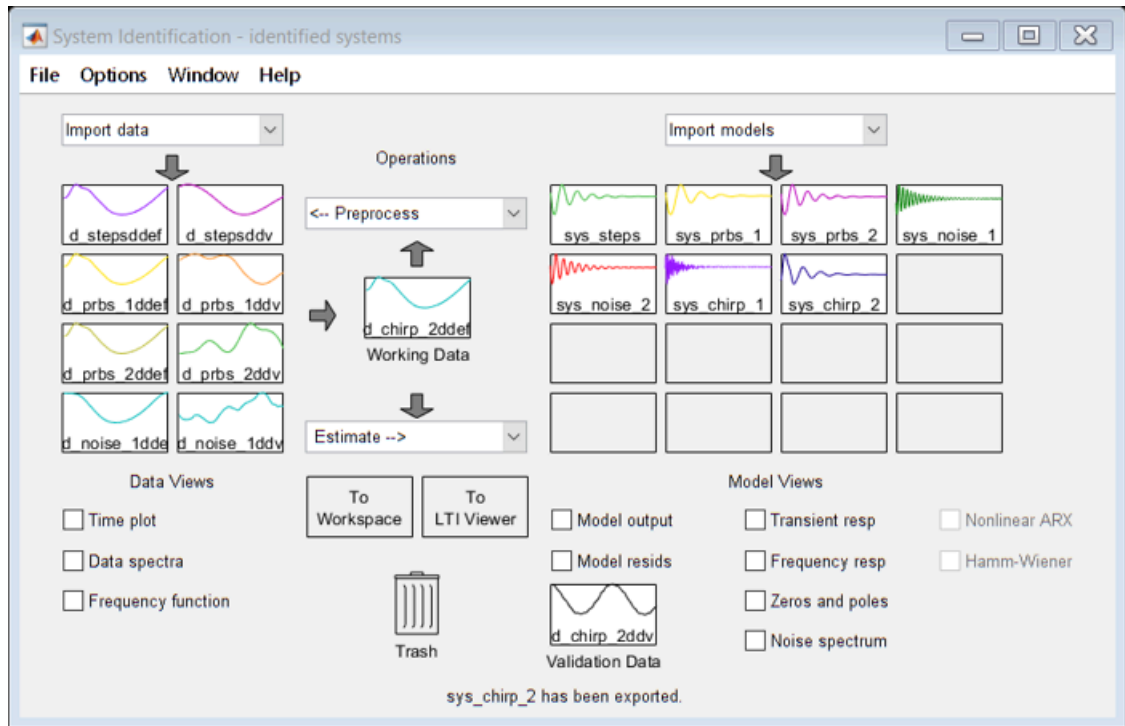 System Identification - identified systems
File Options Window Help
Import data
Import models
Operations
d_stepsddef
d_stepsddv
<-- Preprocess
sys_steps
sys_prbs_1
sys_prbs_2
sys_noise_1
d_prbs_1ddef
d_prbs_1ddv
d_chirp_2ddef
Working Data
sys_noise_2
sys_chirp_1
sys_chirp_2
d_prbs_2ddef
d_prbs_2ddv
d_noise_1dde
d_noise_1ddv
Estimate -->
Data Views
Model Views
To
Workspace
To
LTI Viewer
Time plot
Data spectra
Frequency function
Model output
Model resids
Transient resp
Frequency resp
Zeros and poles
Noise spectrum
Nonlinear ARX
Hamm-Wiener
Trash
d_chirp_2ddv
Validation Data
sys_chirp_2 has been exported.